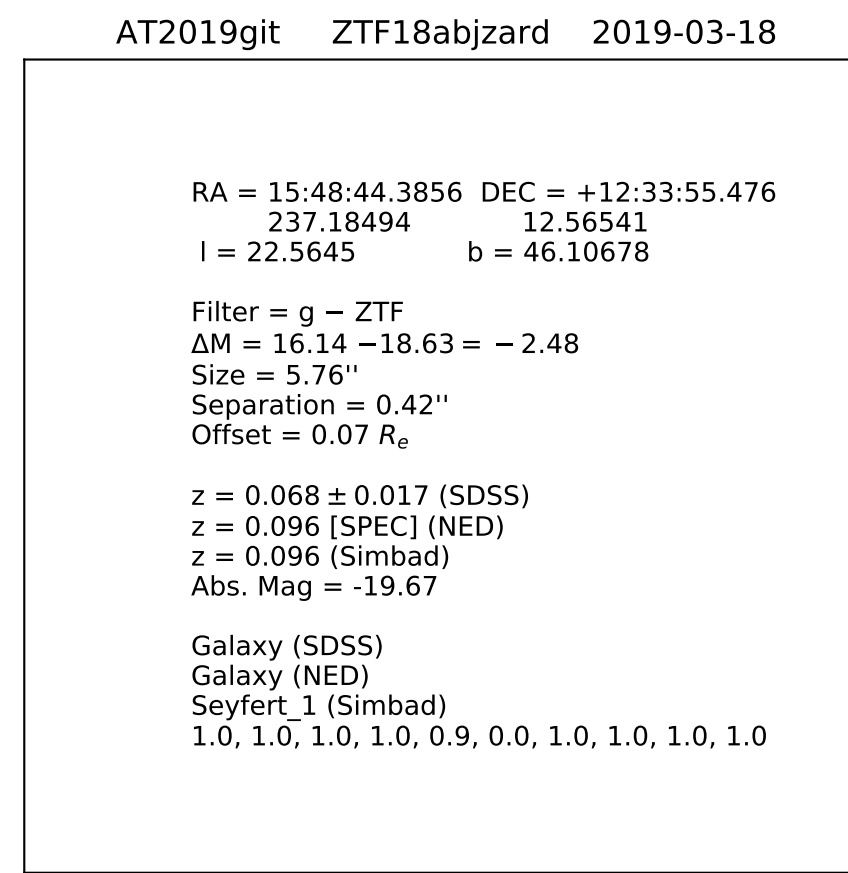 AT2019git ZTF18abjzard 2019-03-18
RA = 15:48:44.3856 DEC = +12:33:55.476
237.18494 12.56541
l = 22.5645 b = 46.10678
Filter = g − ZTF
ΔM = 16.14 −18.63 = −2.48
Size = 5.76''
Separation = 0.42''
Offset = 0.07 Rₑ
z = 0.068 ± 0.017 (SDSS)
z = 0.096 [SPEC] (NED)
z = 0.096 (Simbad)
Abs. Mag = -19.67
Galaxy (SDSS)
Galaxy (NED)
Seyfert_1 (Simbad)
1.0, 1.0, 1.0, 1.0, 0.9, 0.0, 1.0, 1.0, 1.0, 1.0